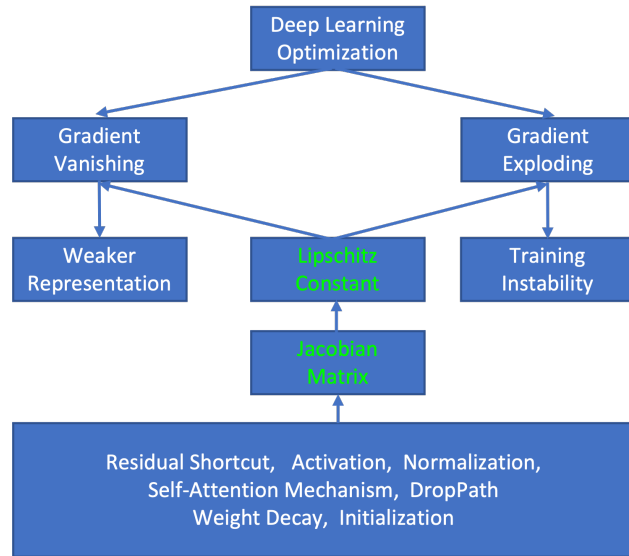 Deep Learning
Optimization
Gradient
Vanishing
Gradient
Exploding
Weaker
Representation
Lipschitz
Constant
Training
Instability
Jacobian
Matrix
Residual Shortcut, Activation, Normalization,
Self-Attention Mechanism, DropPath
Weight Decay, Initialization